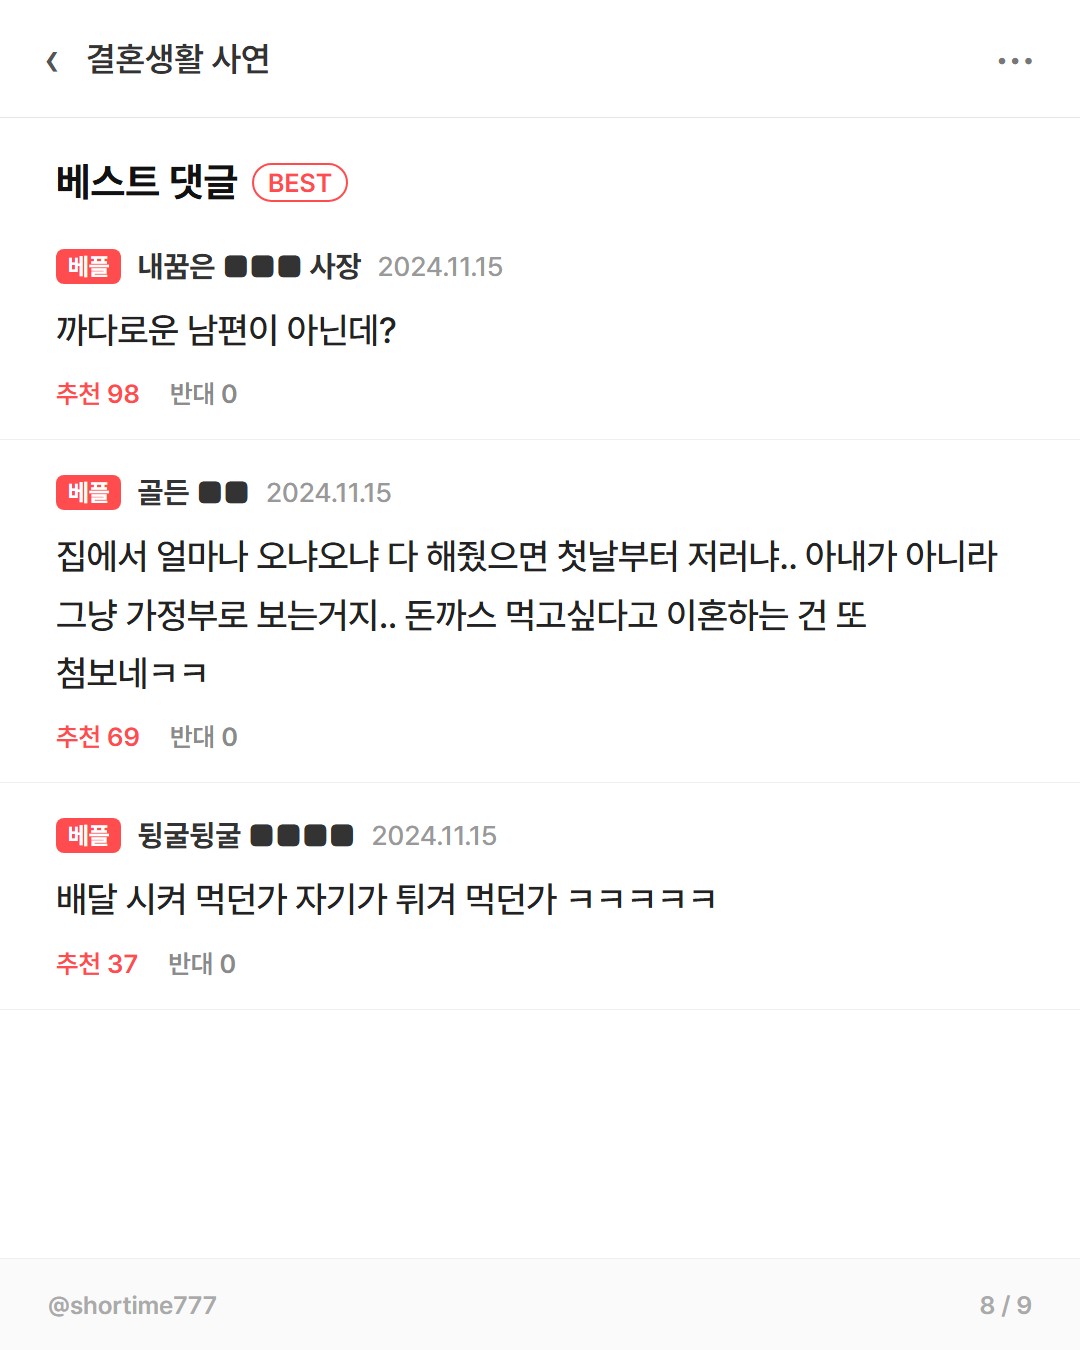 결혼생활 사연
베스트 댓글 BEST
베플 내꿈은 ■■■ 사장 2024.11.15
까다로운 남편이 아닌데?
추천 98 반대 0
베플 골든 ■■ 2024.11.15
집에서 얼마나 오냐오냐 다 해줬으면 첫날부터 저러냐.. 아내가 아니라
그냥 가정부로 보는거지.. 돈까스 먹고싶다고 이혼하는 건 또
첨보네ㅋㅋ
추천 69 반대 0
베플 뒹굴뒹굴 ■■■■ 2024.11.15
배달 시켜 먹던가 자기가 튀겨 먹던가 ㅋㅋㅋㅋㅋ
추천 37 반대 0
@shortime777 8 / 9